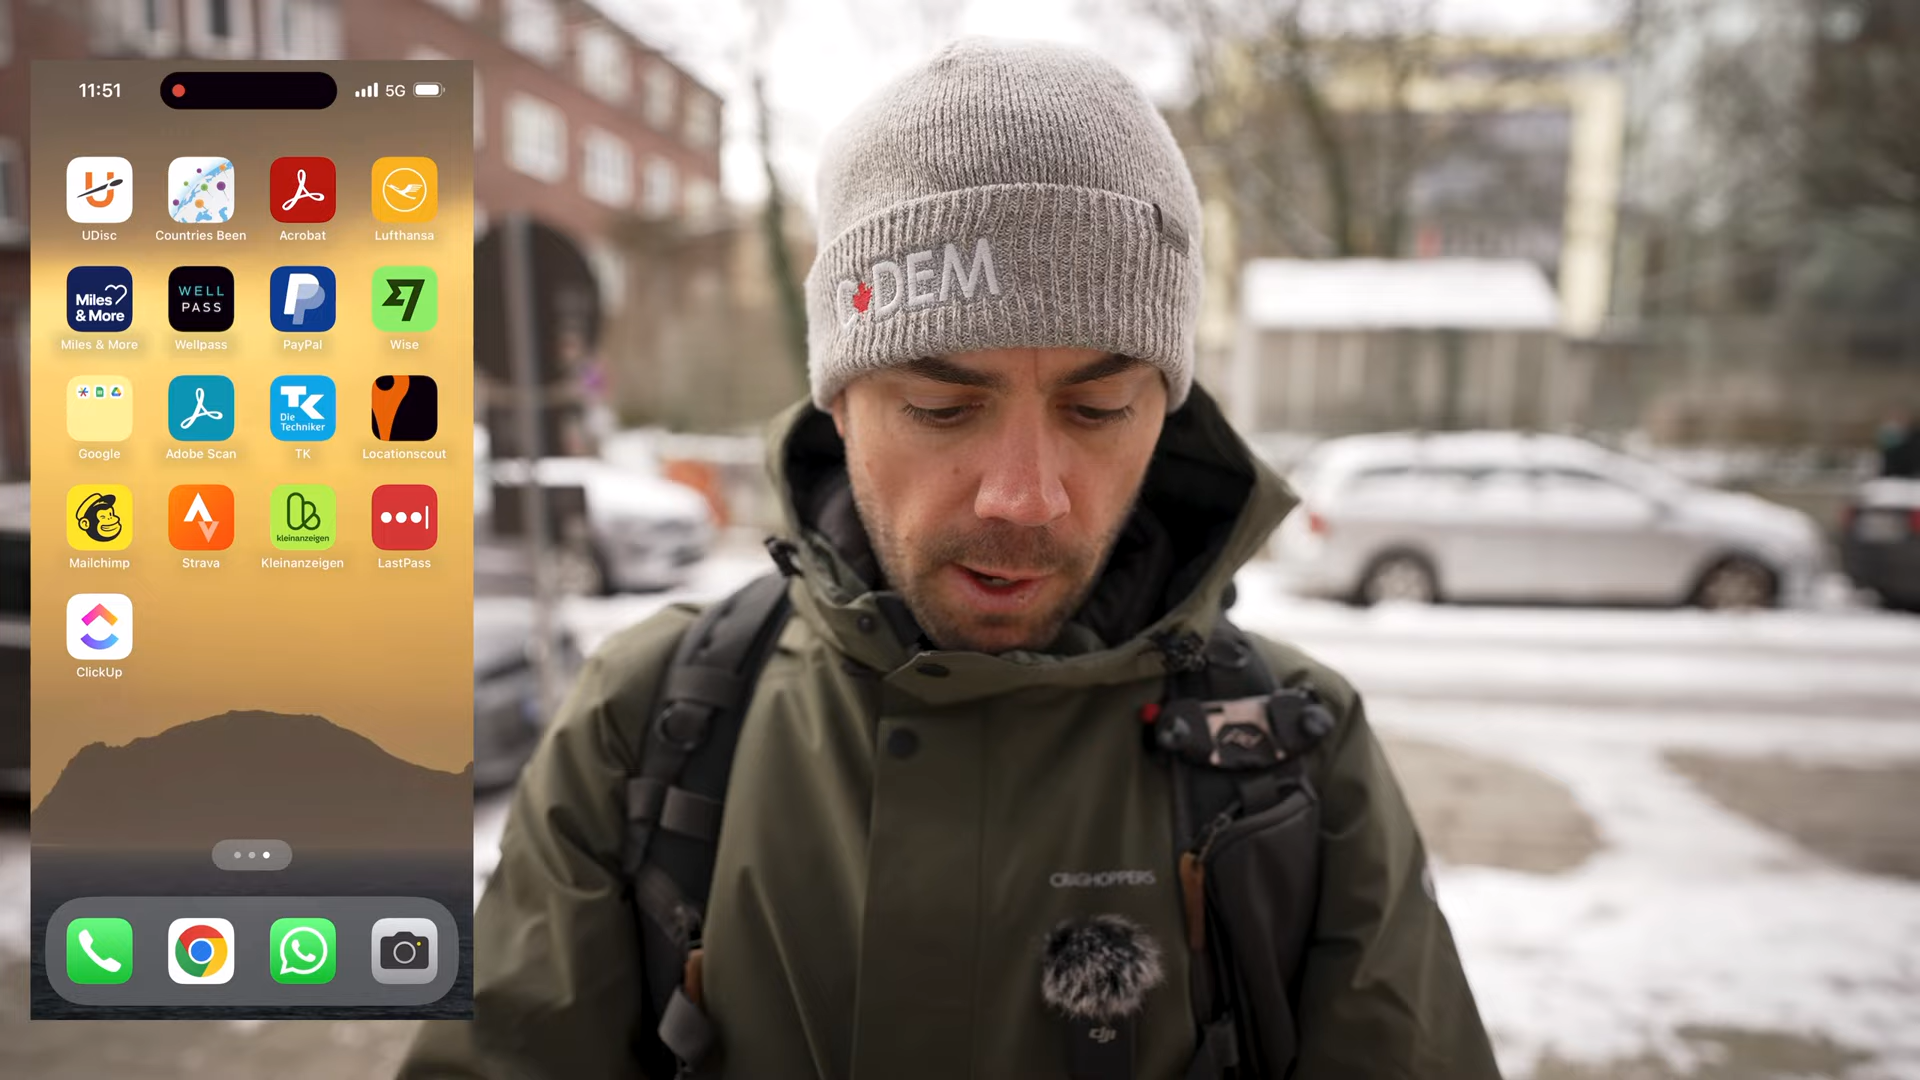 11:51
5G
UDisc
Countries Been
Acrobat
Lufthansa
Miles
& More
WELL
PASS
Miles & More
Wellpass
PayPal
Wise
Die
Techniker
Google
Adobe Scan
TK
Locationscout
kleinanzeigen
Mailchimp
Strava
Kleinanzeigen
LastPass
ClickUp
CODEM
CRAGHOPPERS
dji